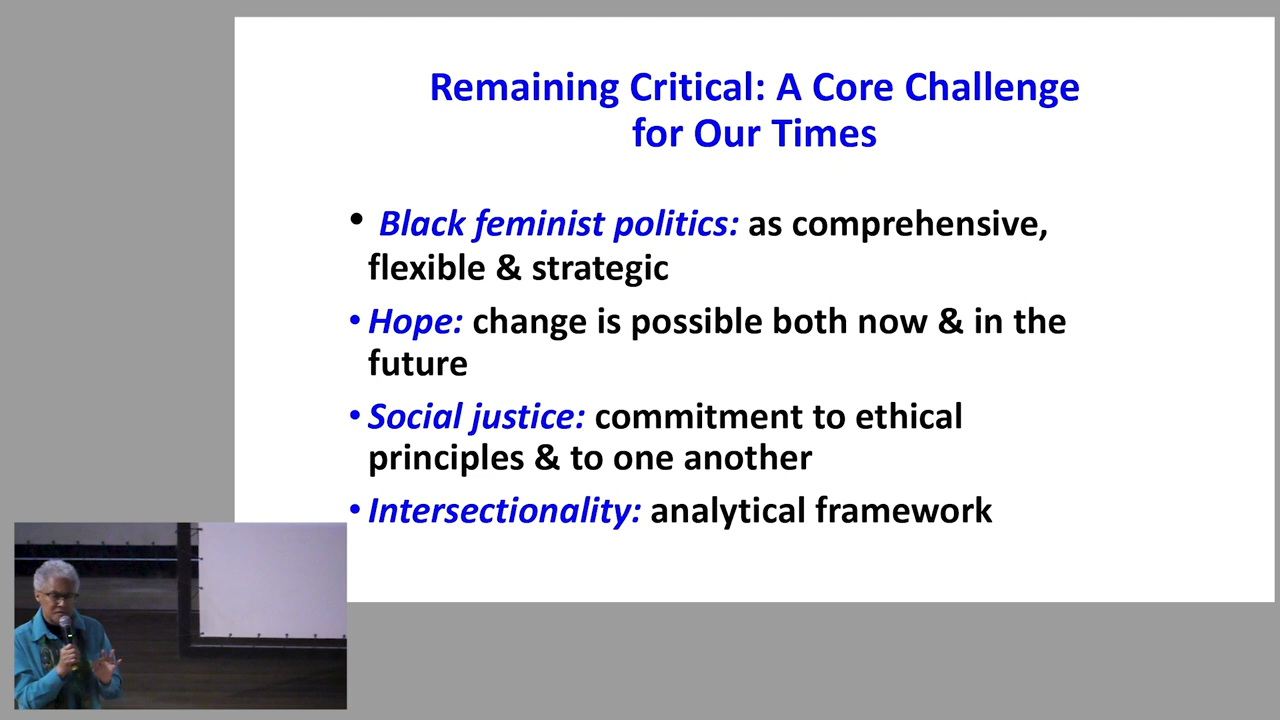 Remaining Critical: A Core Challenge
for Our Times
• Black feminist politics: as comprehensive,
flexible & strategic
• Hope: change is possible both now & in the
future
• Social justice: commitment to ethical
principles & to one another
• Intersectionality: analytical framework